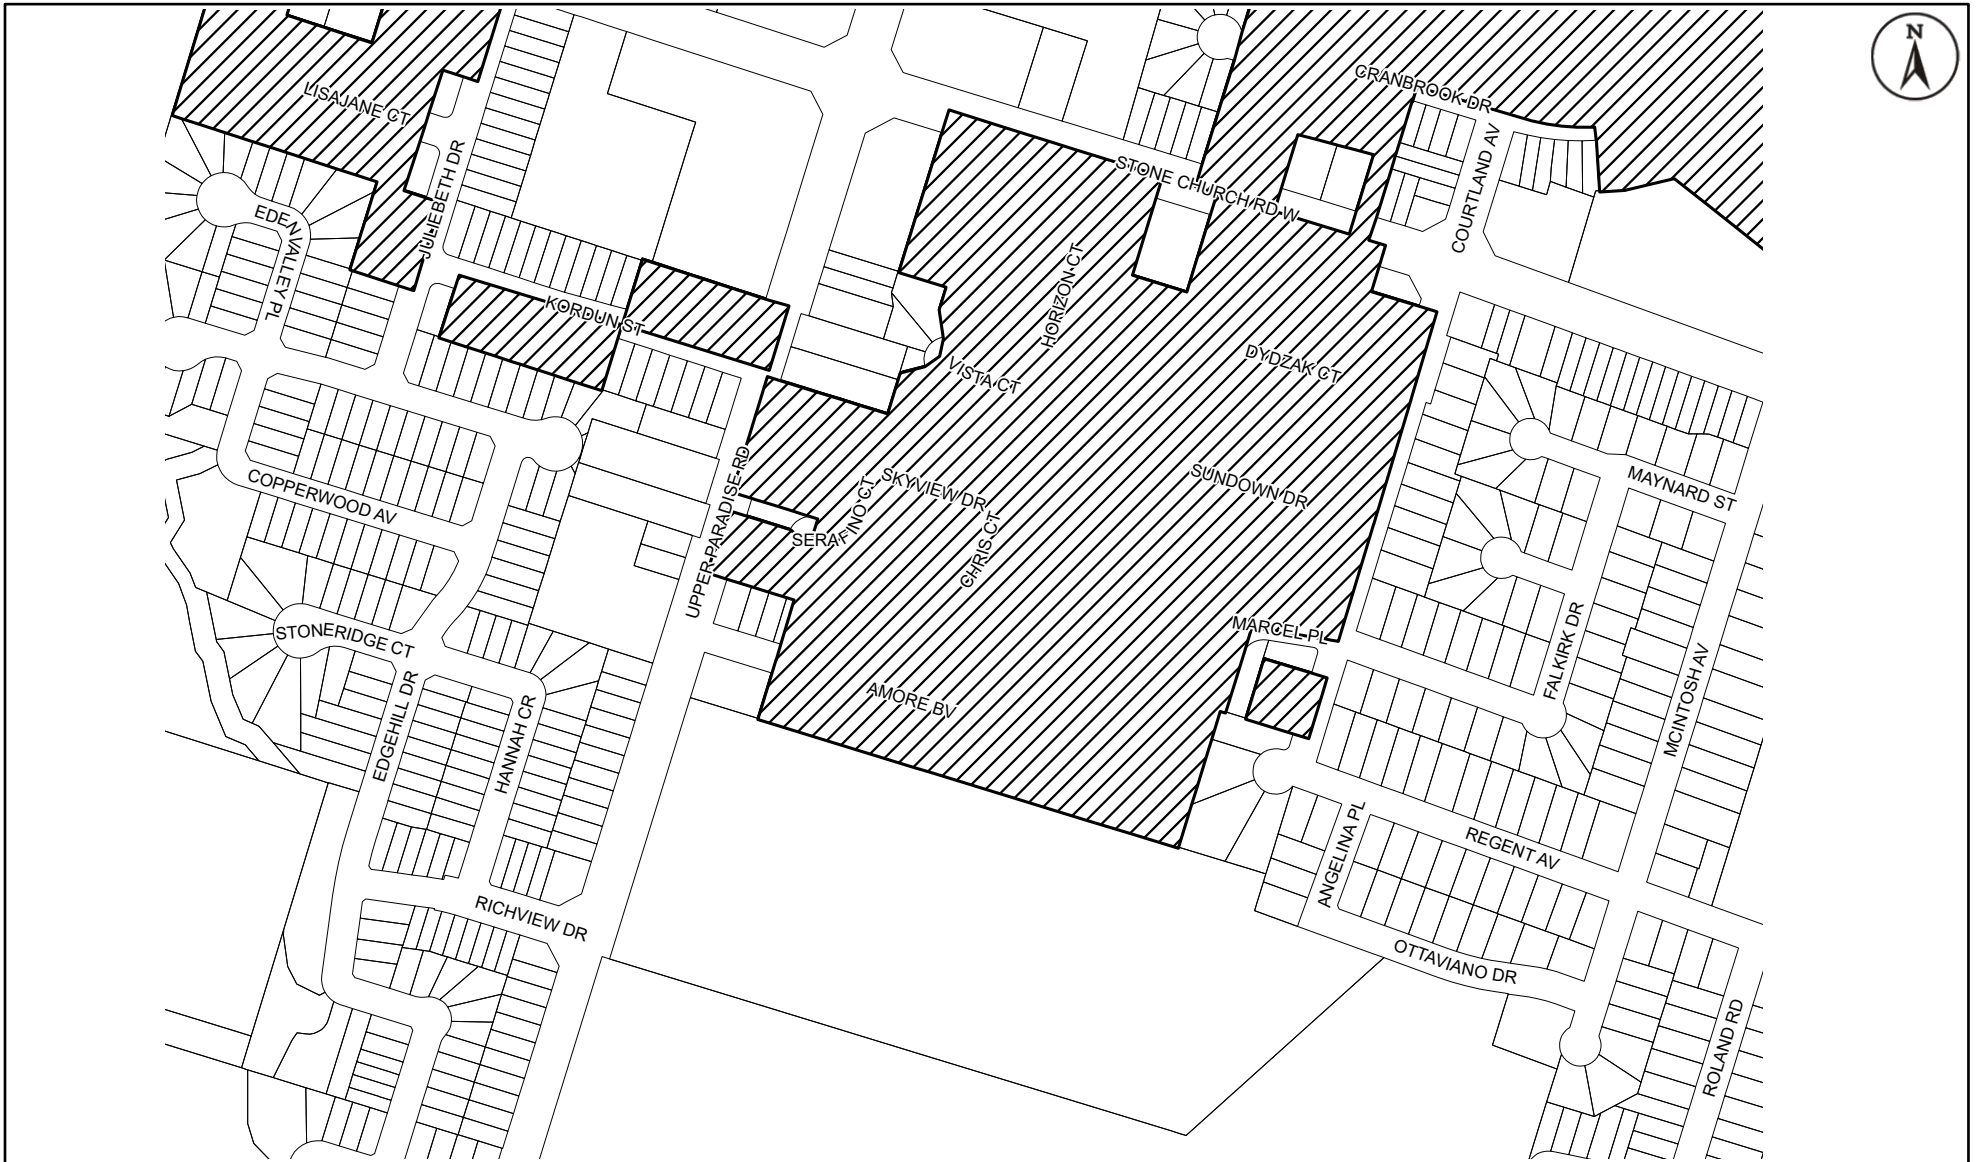 N
CRANBROOK DR
LISAJANE CT
STONE CHURCH RD W
COURTLAND AV
JULIEBETH DR
EDEN VALLEY PL
HORIZON CT
KORDUN ST
VISTA CT
DYDZAK CT
SKYVIEW DR
SUNDOWN DR
MAYNARD ST
COPPERWOOD AV
UPPER PARADISE RD
SERAFINO CT
CHRIS CT
STONERIDGE CT
MARCEL PL
FALKIRK DR
MCINTOSH AV
EDGEHILL DR
HANNAH CR
AMORE BV
REGENT AV
ANGELINA PL
RICHVIEW DR
OTTAVIANO DR
ROLAND RD